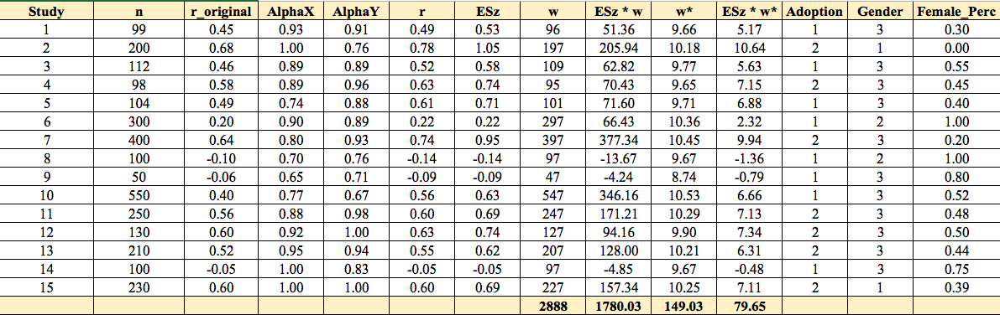 Study n r_original AlphaX AlphaY r ESz w ESz * w w* ESz * w* Adoption Gender Female_Perc
1 99 0.45 0.93 0.91 0.49 0.53 96 51.36 9.66 5.17 1 3 0.30
2 200 0.68 1.00 0.76 0.78 1.05 197 205.94 10.18 10.64 2 1 0.00
3 112 0.46 0.89 0.89 0.52 0.58 109 62.82 9.77 5.63 1 3 0.55
4 98 0.58 0.89 0.96 0.63 0.74 95 70.43 9.65 7.15 2 3 0.45
5 104 0.49 0.74 0.88 0.61 0.71 101 71.60 9.71 6.88 1 3 0.40
6 300 0.20 0.90 0.89 0.22 0.22 297 66.43 10.36 2.32 1 2 1.00
7 400 0.64 0.80 0.93 0.74 0.95 397 377.34 10.45 9.94 2 3 0.20
8 100 -0.10 0.70 0.76 -0.14 -0.14 97 -13.67 9.67 -1.36 1 2 1.00
9 50 -0.06 0.65 0.71 -0.09 -0.09 47 -4.24 8.74 -0.79 1 3 0.80
10 550 0.40 0.77 0.67 0.56 0.63 547 346.16 10.53 6.66 1 3 0.52
11 250 0.56 0.88 0.98 0.60 0.69 247 171.21 10.29 7.13 2 3 0.48
12 130 0.60 0.92 1.00 0.63 0.74 127 94.16 9.90 7.34 2 3 0.50
13 210 0.52 0.95 0.94 0.55 0.62 207 128.00 10.21 6.31 2 3 0.44
14 100 -0.05 1.00 0.83 -0.05 -0.05 97 -4.85 9.67 -0.48 1 3 0.75
15 230 0.60 1.00 1.00 0.60 0.69 227 157.34 10.25 7.11 2 1 0.39
2888 1780.03 149.03 79.65